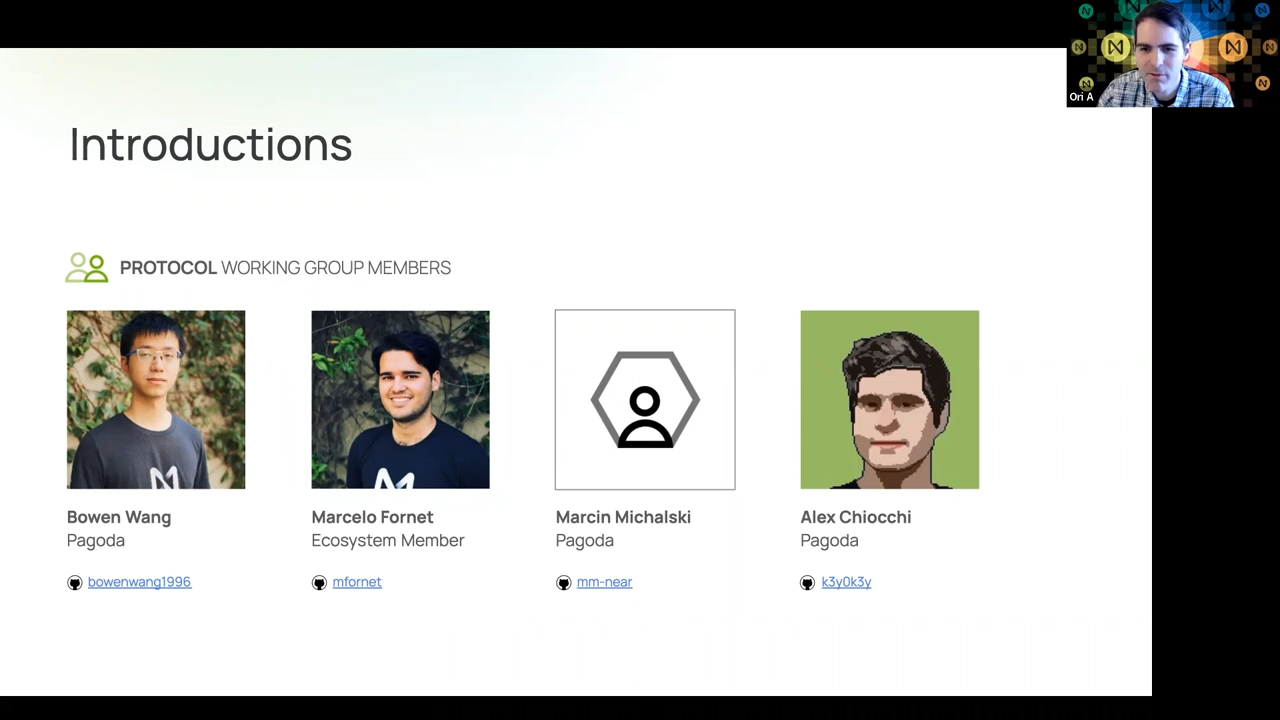 Ori A
Introductions
PROTOCOL WORKING GROUP MEMBERS
Bowen Wang
Pagoda
bowenwang1996
Marcelo Fornet
Ecosystem Member
mfornet
Marcin Michalski
Pagoda
mm-near
Alex Chiocchi
Pagoda
k3y0k3y